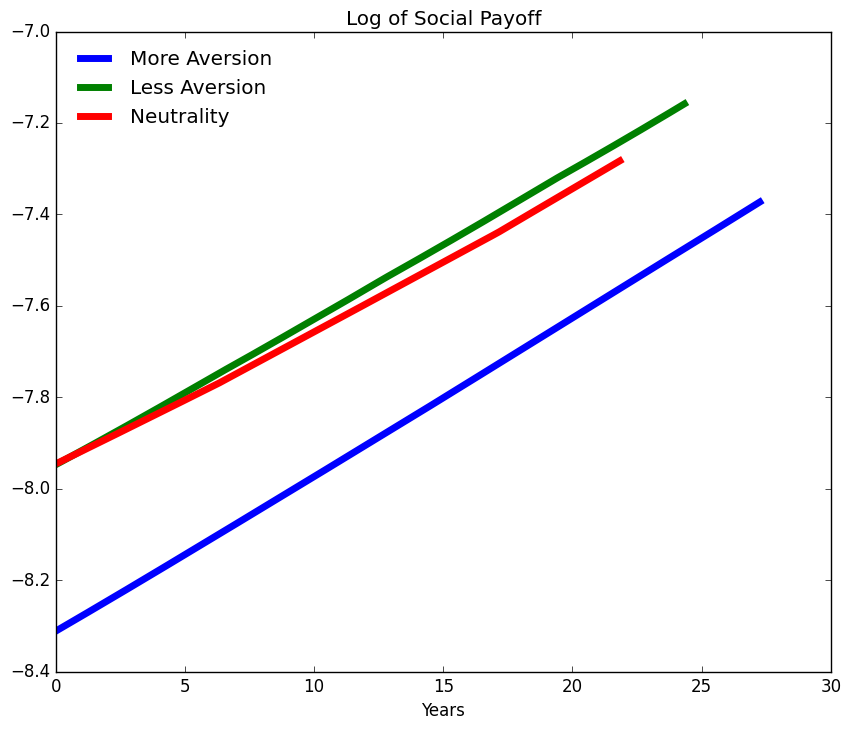 Log of Social Payoff
−7.0
−7.2
−7.4
−7.6
−7.8
−8.0
−8.2
−8.4
More Aversion
Less Aversion
Neutrality
0 5 10 15 20 25 30
Years